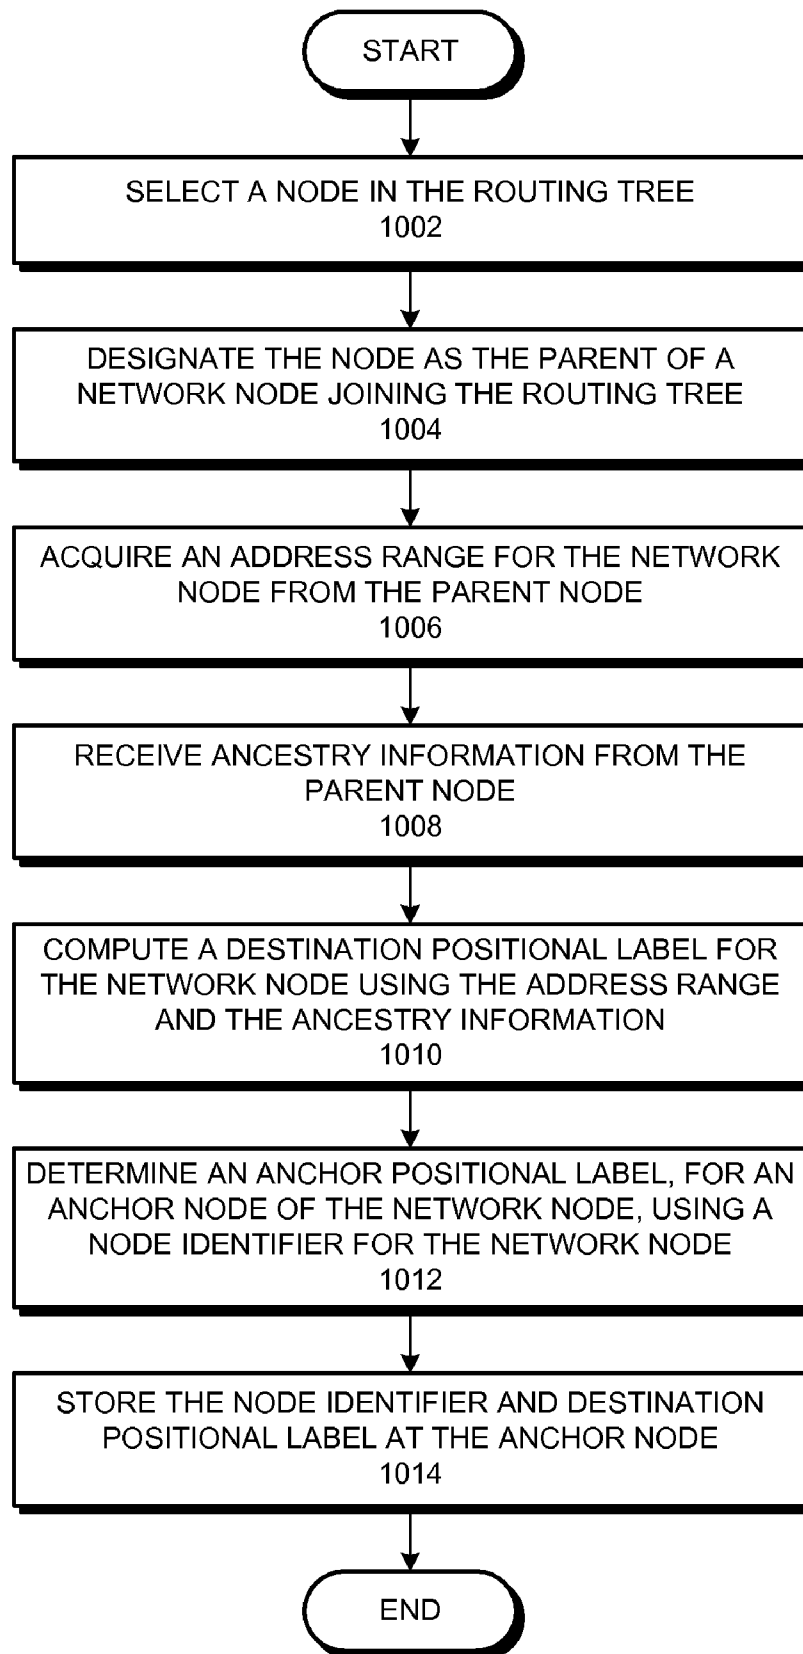 START
SELECT A NODE IN THE ROUTING TREE
1002
DESIGNATE THE NODE AS THE PARENT OF A
NETWORK NODE JOINING THE ROUTING TREE
1004
ACQUIRE AN ADDRESS RANGE FOR THE NETWORK
NODE FROM THE PARENT NODE
1006
RECEIVE ANCESTRY INFORMATION FROM THE
PARENT NODE
1008
COMPUTE A DESTINATION POSITIONAL LABEL FOR
THE NETWORK NODE USING THE ADDRESS RANGE
AND THE ANCESTRY INFORMATION
1010
DETERMINE AN ANCHOR POSITIONAL LABEL, FOR AN
ANCHOR NODE OF THE NETWORK NODE, USING A
NODE IDENTIFIER FOR THE NETWORK NODE
1012
STORE THE NODE IDENTIFIER AND DESTINATION
POSITIONAL LABEL AT THE ANCHOR NODE
1014
END